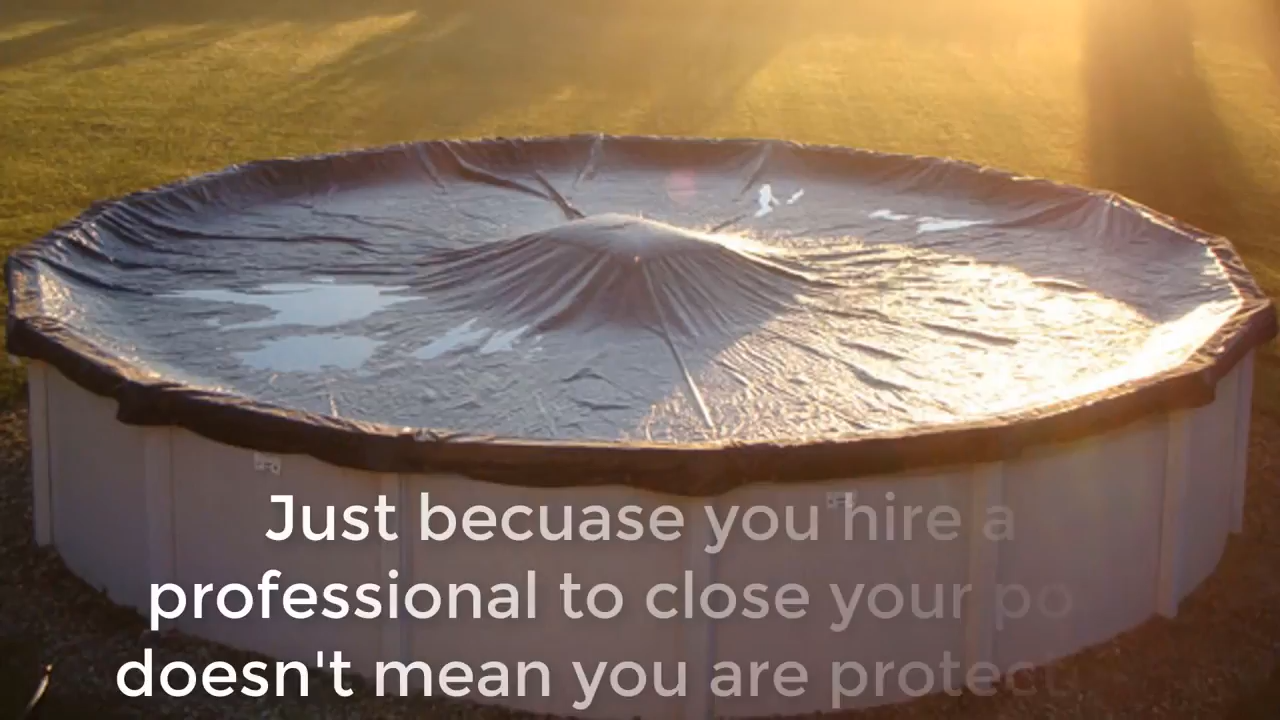 Just becuase you hire a
professional to close your po
doesn't mean you are protect